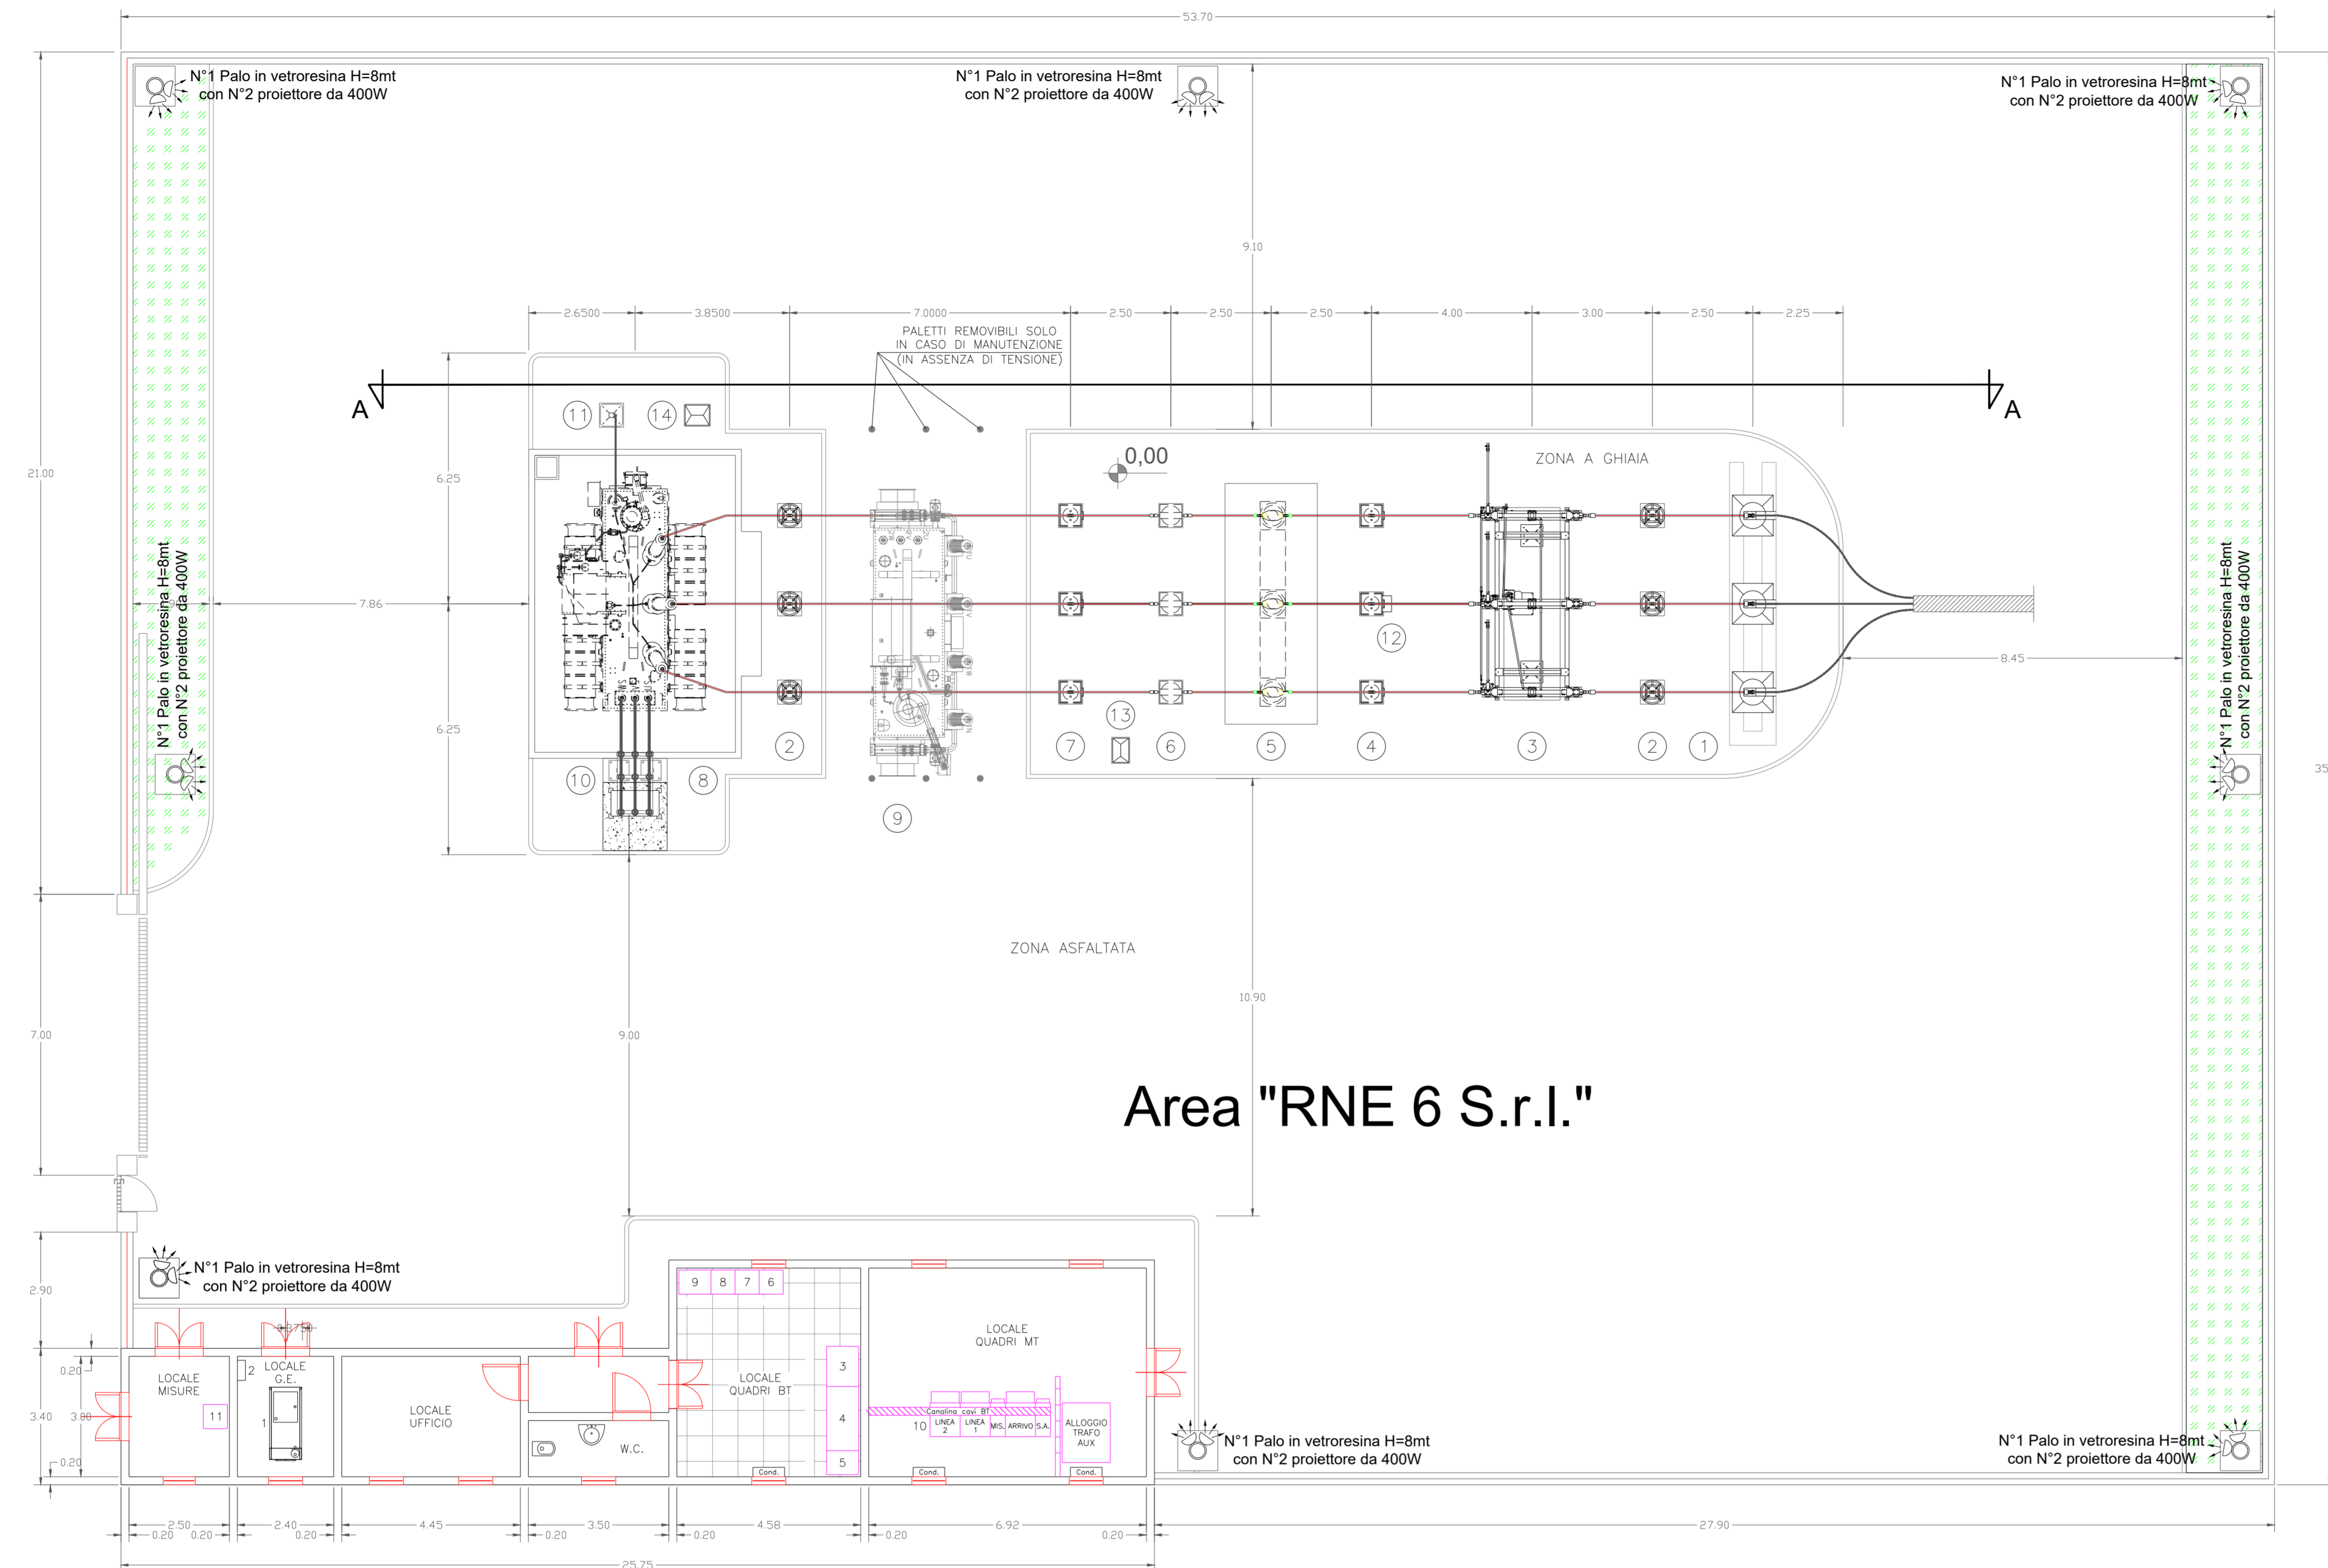 53.70
N°1 Palo in vetroresina H=8mt
con N°2 proiettore da 400W
N°1 Palo in vetroresina H=8mt
con N°2 proiettore da 400W
N°1 Palo in vetroresina H=8mt
con N°2 proiettore da 400W
9.10
2.6500
3.8500
7.0000
2.50
2.50
2.50
4.00
3.00
2.50
2.25
PALETTI REMOVIBILI SOLO
IN CASO DI MANUTENZIONE
(IN ASSENZA DI TENSIONE)
A
A
11
14
21.00
6.25
0,00
ZONA A GHIAIA
N°1 Palo in vetroresina H=8mt
con N°2 proiettore da 400W
7.86
12
8.45
N°1 Palo in vetroresina H=8mt
con N°2 proiettore da 400W
6.25
13
2
7
6
5
4
3
2
1
10
8
9
35
ZONA ASFALTATA
7.00
9.00
10.90
Area "RNE 6 S.r.l."
N°1 Palo in vetroresina H=8mt
con N°2 proiettore da 400W
2.90
9
8
7
6
LOCALE
QUADRI MT
0.20
LOCALE
MISURE
2
LOCALE
G.E.
3
LOCALE
QUADRI BT
3.40
11
1
LOCALE
UFFICIO
4
Canalina cavi BT
10
LINEA
2
LINEA
1
MIS.
ARRIVO
S.A.
ALLOGGIO
TRAFO
AUX
W.C.
5
0.20
Cond.
Cond.
Cond.
N°1 Palo in vetroresina H=8mt
con N°2 proiettore da 400W
N°1 Palo in vetroresina H=8mt
con N°2 proiettore da 400W
2.50
2.40
4.45
3.50
4.58
6.92
27.90
0.20
0.20
0.20
0.20
0.20
0.20
0.20
25.75